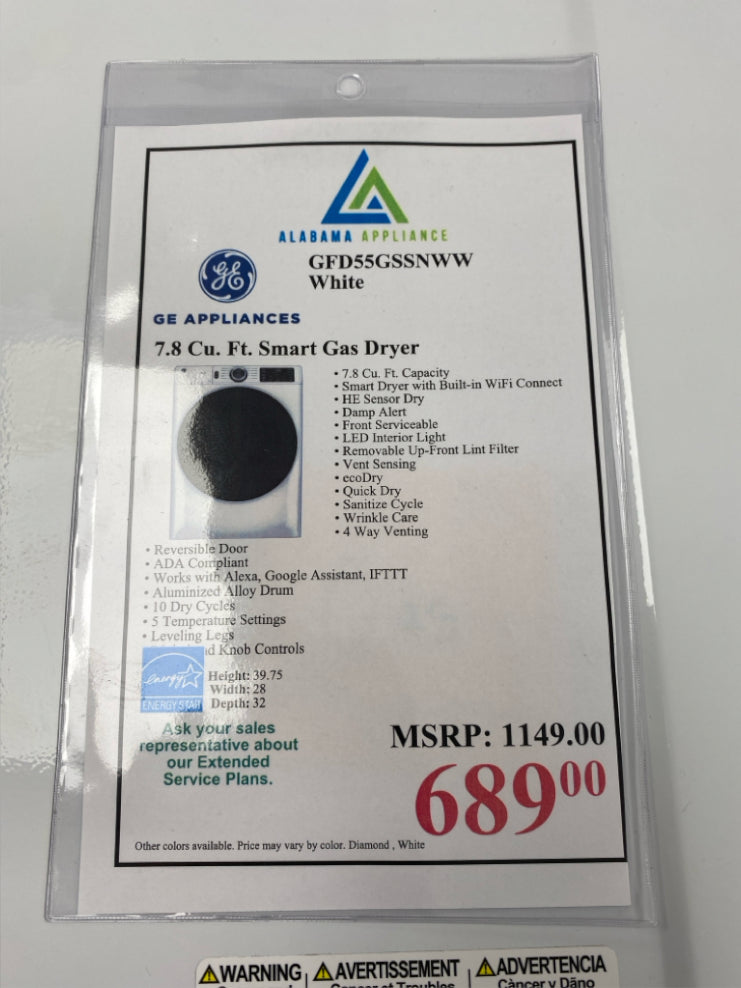 ALABAMA APPLIANCE
GE
GE APPLIANCES
GFD55GSSNWW
White
7.8 Cu. Ft. Smart Gas Dryer
• 7.8 Cu. Ft. Capacity
• Smart Dryer with Built-in WiFi Connect
• HE Sensor Dry
• Damp Alert
• Front Serviceable
• LED Interior Light
• Removable Up-Front Lint Filter
• Vent Sensing
• ecoDry
• Quick Dry
• Sanitize Cycle
• Wrinkle Care
• 4 Way Venting
• Reversible Door
• ADA Compliant
• Works with Alexa, Google Assistant, IFTTT
• Aluminized Alloy Drum
• 10 Dry Cycles
• 5 Temperature Settings
• Leveling Legs
Knob Controls
energy
ENERGY STAR
Height: 39.75
Width: 28
Depth: 32
Ask your sales
representative about
our Extended
Service Plans.
MSRP: 1149.00
68900
Other colors available. Price may vary by color. Diamond , White
WARNING
AVERTISSEMENT
ADVERTENCIA
Cáncer y Daño